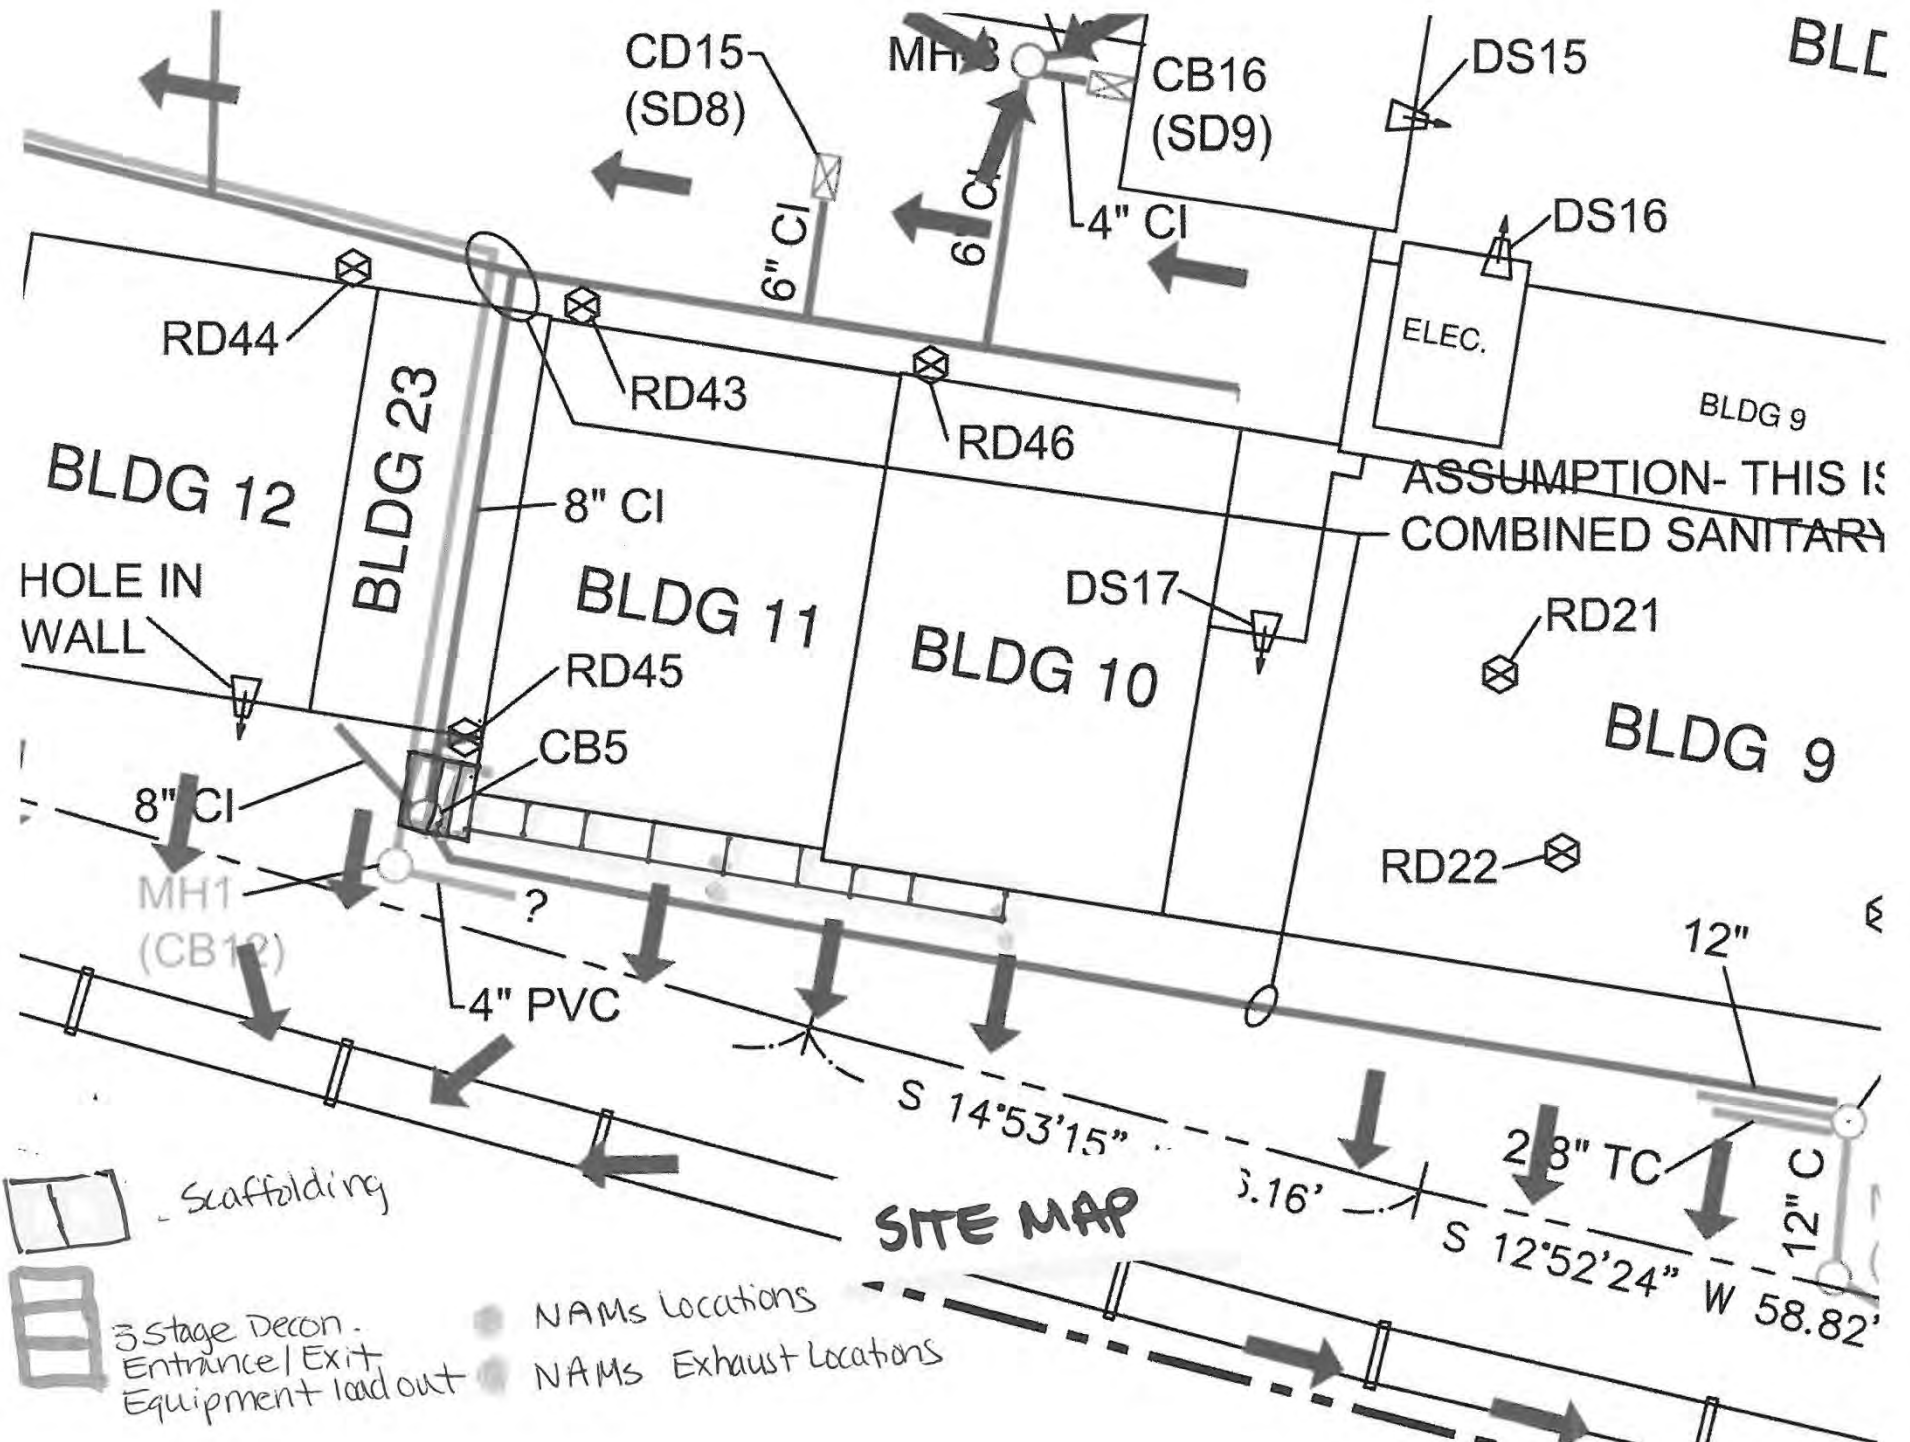 BLD
CD15
(SD8)
CB16
(SD9)
DS15
DS16
6" CI
4" CI
RD44
RD43
RD46
ELEC.
BLDG 9
BLDG 23
BLDG 12
8" CI
ASSUMPTION- THIS IS
COMBINED SANITARY
HOLE IN
WALL
BLDG 11
DS17
RD21
RD45
BLDG 10
BLDG 9
CB5
8" CI
RD22
MH1
(CB12)
?
12"
4" PVC
S 14°53'15"
.16'
2 8" TC
12" C
S 12°52'24" W 58.82'
Scaffolding
SITE MAP
3 Stage Decon.
Entrance/Exit
Equipment load out
NAMs Locations
NAMs Exhaust Locations